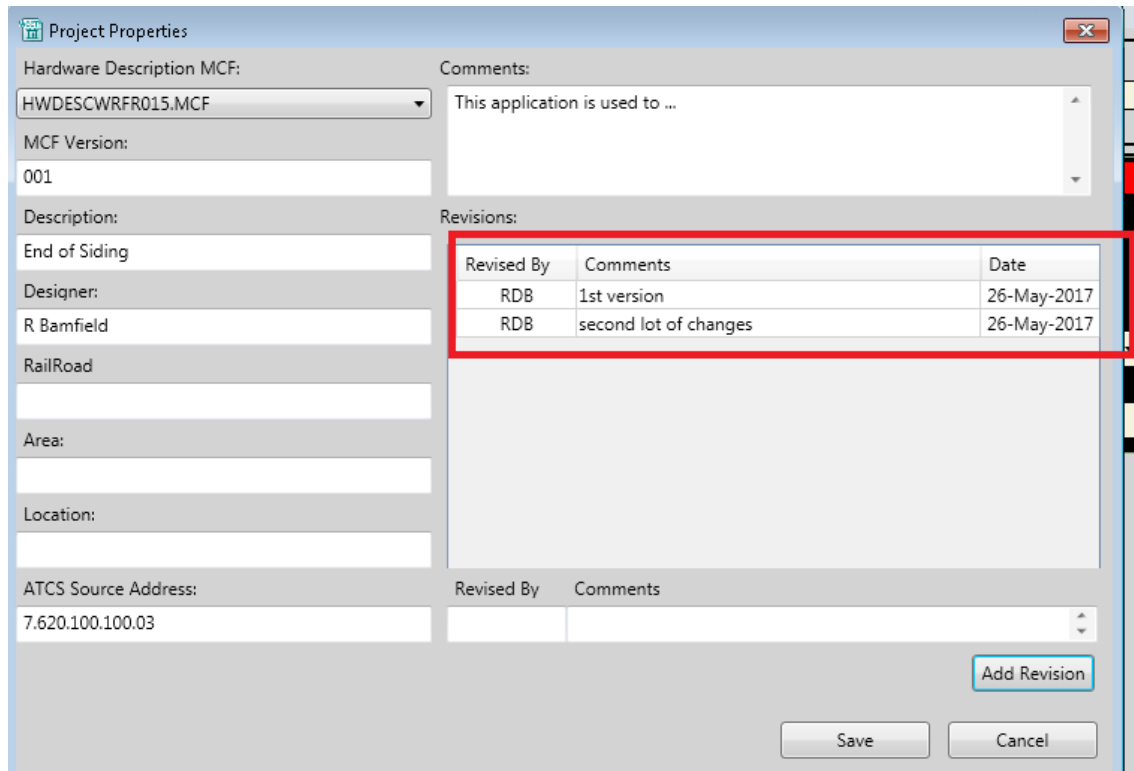 Project Properties
Hardware Description MCF:
HWDESCWRFR015.MCF
MCF Version:
001
Description:
End of Siding
Designer:
R Bamfield
RailRoad
Area:
Location:
ATCS Source Address:
7.620.100.100.03
Comments:
This application is used to ...
Revisions:
Revised By Comments Date
RDB 1st version 26-May-2017
RDB second lot of changes 26-May-2017
Revised By Comments
Add Revision
Save Cancel